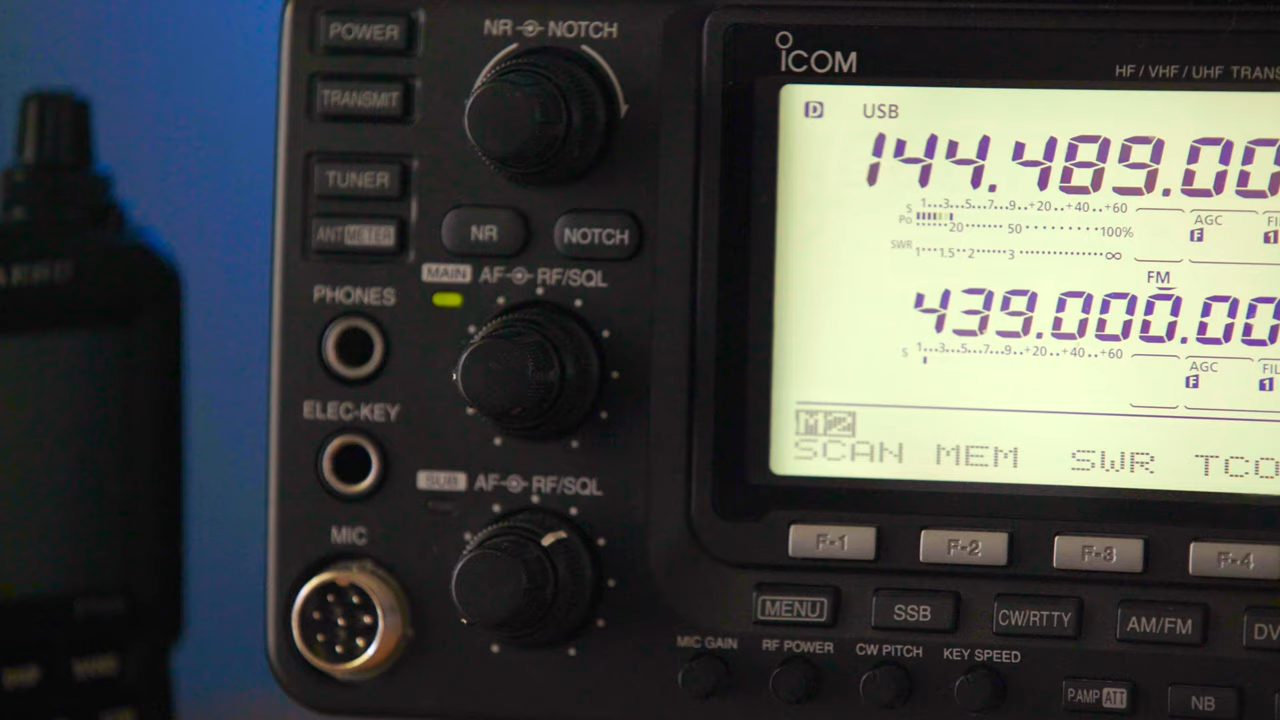 POWER
TRANSMIT
TUNER
ANT METER
PHONES
ELEC-KEY
MIC
NR NOTCH
NR
NOTCH
MAIN AF RF/SQL
SUB AF RF/SQL
ICOM
HF / VHF / UHF
D USB
144.489.00
S 1...3...5...7...9..+20..+40..+60
Po 20 50 100%
AGC
F
1
SWR 1 1.5 2 3 ∞
FM
439.000.00
S 1...3...5...7...9..+20..+40..+60
AGC
F
1
SCAN MEM SWR
F-1 F-2 F-3 F-4
MENU SSB CW/RTTY AM/FM
MIC GAIN RF POWER CW PITCH KEY SPEED
P.AMP ATT NB